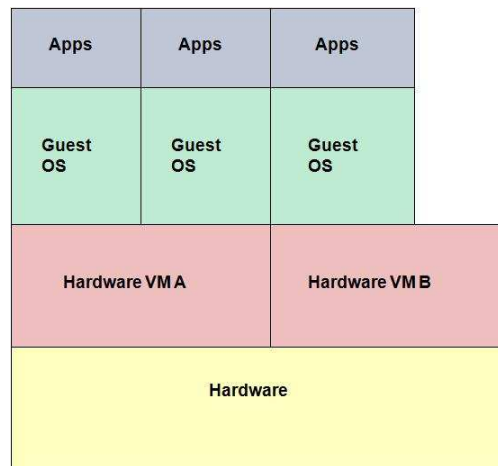 Apps Apps Apps
Guest Guest Guest
OS OS OS
Hardware VM A Hardware VM B
Hardware